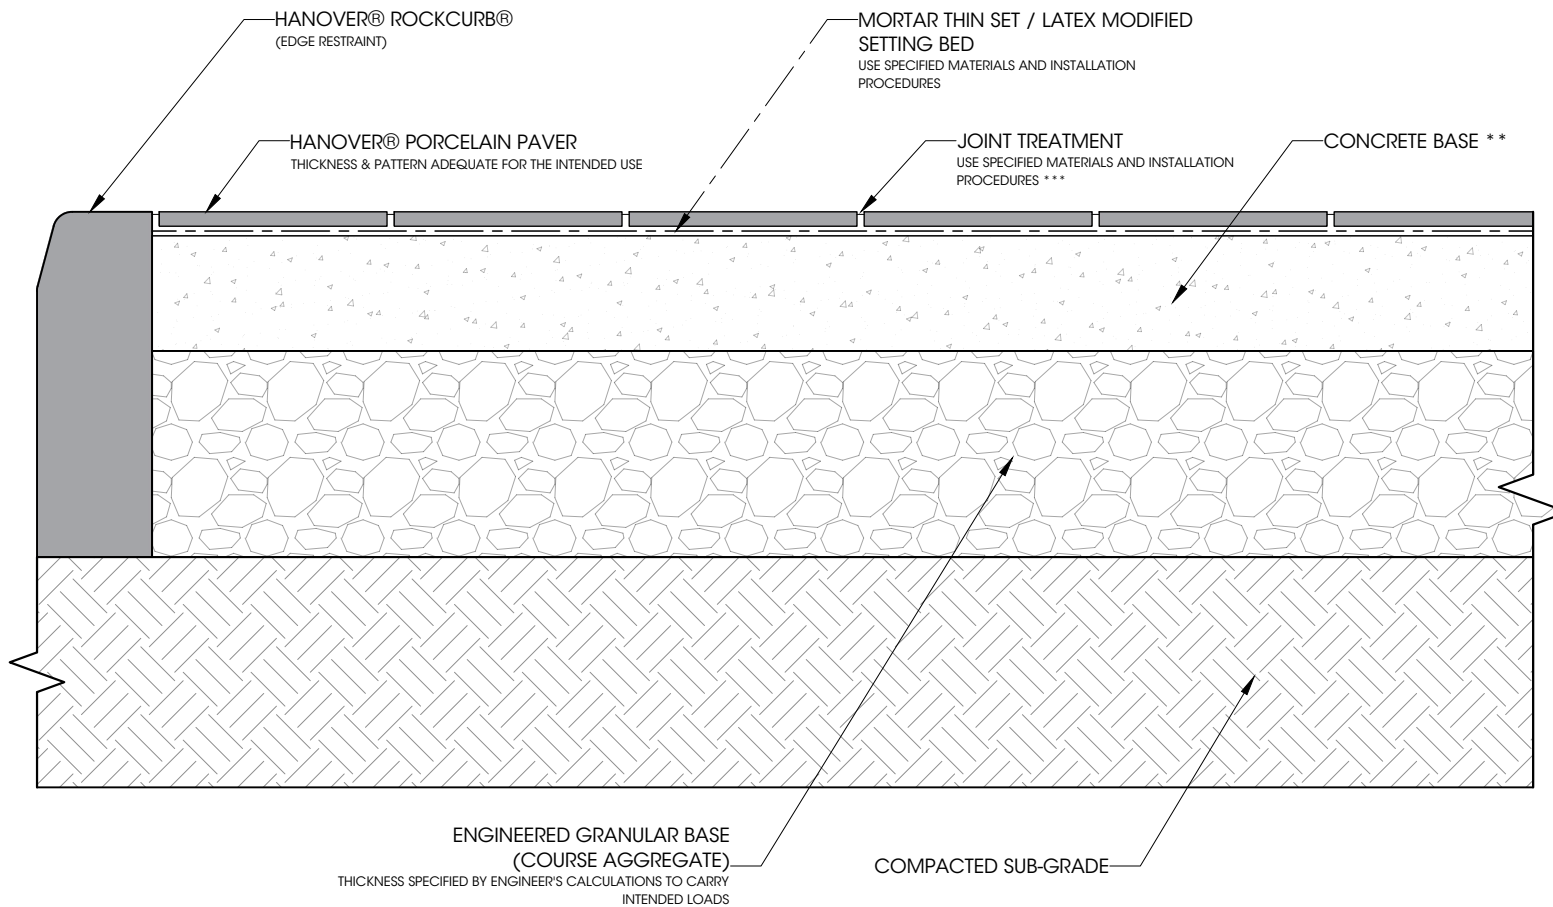 HANOVER® ROCKCURB®
(EDGE RESTRAINT)
MORTAR THIN SET / LATEX MODIFIED
SETTING BED
USE SPECIFIED MATERIALS AND INSTALLATION
PROCEDURES
HANOVER® PORCELAIN PAVER
THICKNESS & PATTERN ADEQUATE FOR THE INTENDED USE
JOINT TREATMENT
USE SPECIFIED MATERIALS AND INSTALLATION
PROCEDURES ***
CONCRETE BASE **
ENGINEERED GRANULAR BASE
(COURSE AGGREGATE)
THICKNESS SPECIFIED BY ENGINEER'S CALCULATIONS TO CARRY
INTENDED LOADS
COMPACTED SUB-GRADE